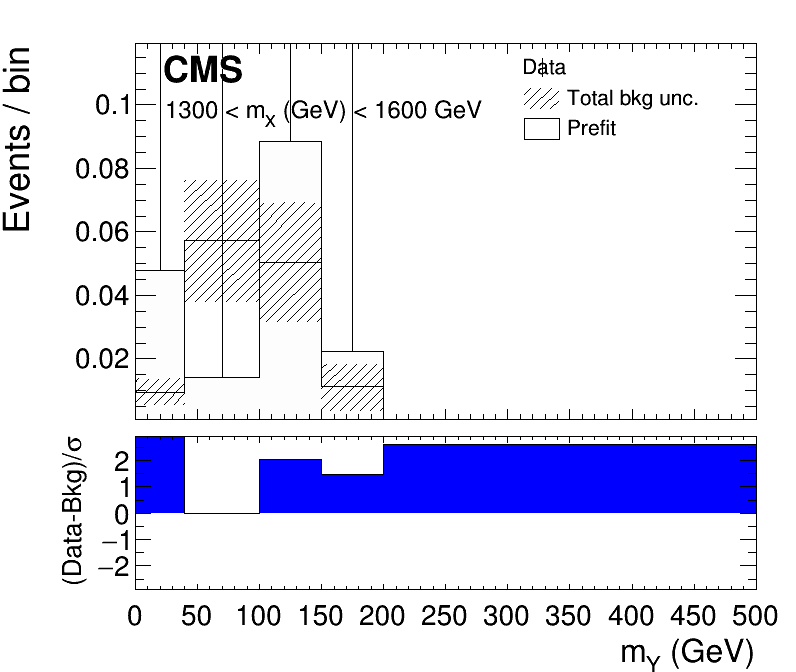 CMS
1300 < mX (GeV) < 1600 GeV
Data
Total bkg unc.
Prefit
Events / bin
0.1
0.08
0.06
0.04
0.02
(Data-Bkg)/σ
2
1
0
−1
−2
0 50 100 150 200 250 300 350 400 450 500
mY (GeV)